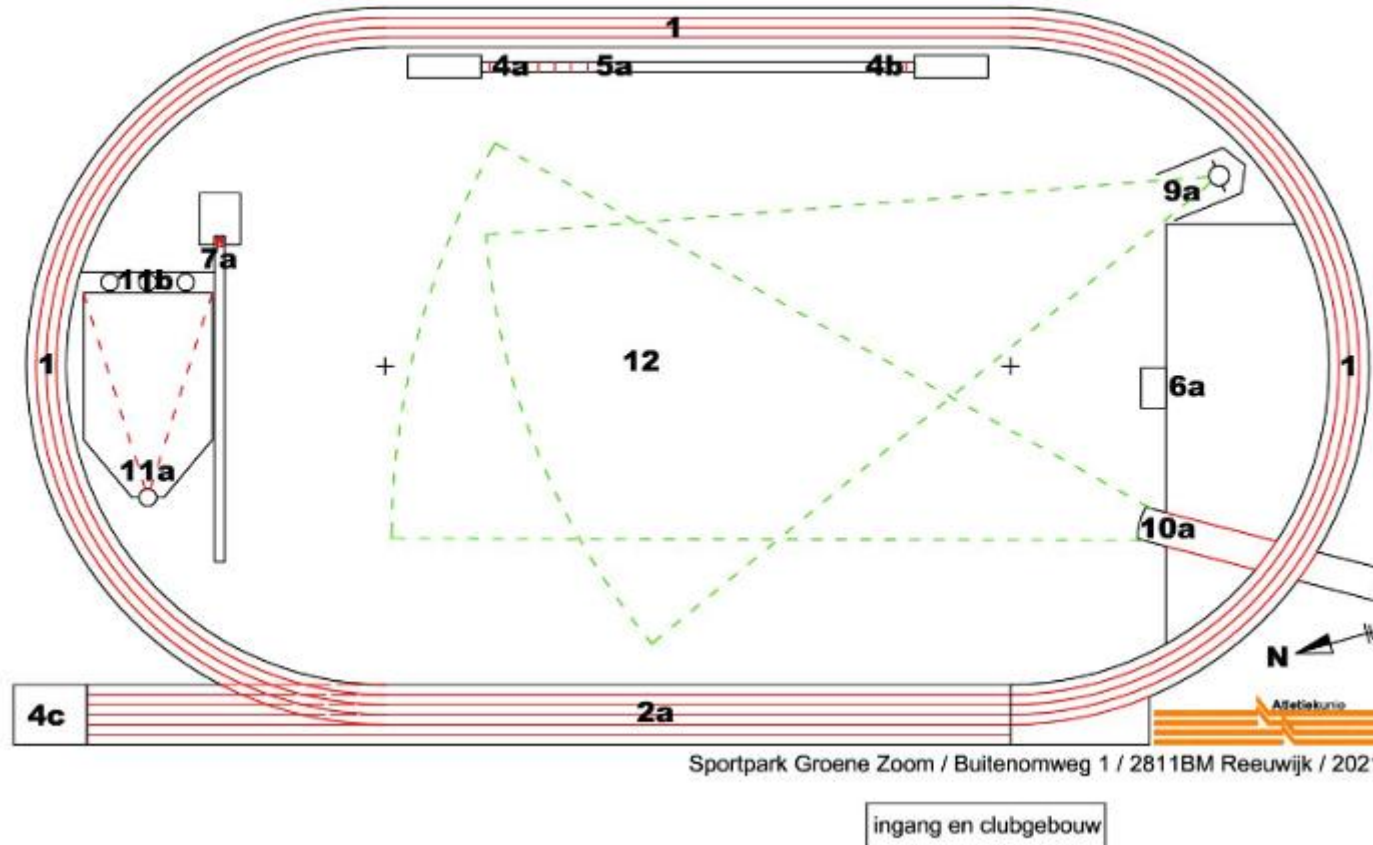 1
4a 5a 4b
9a
7a
11b
1 12 1
6a
11a
10a
N
4c 2a
Atletiekunie
Sportpark Groene Zoom / Buitenomweg 1 / 2811BM Reeuwijk / 2021
ingang en clubgebouw